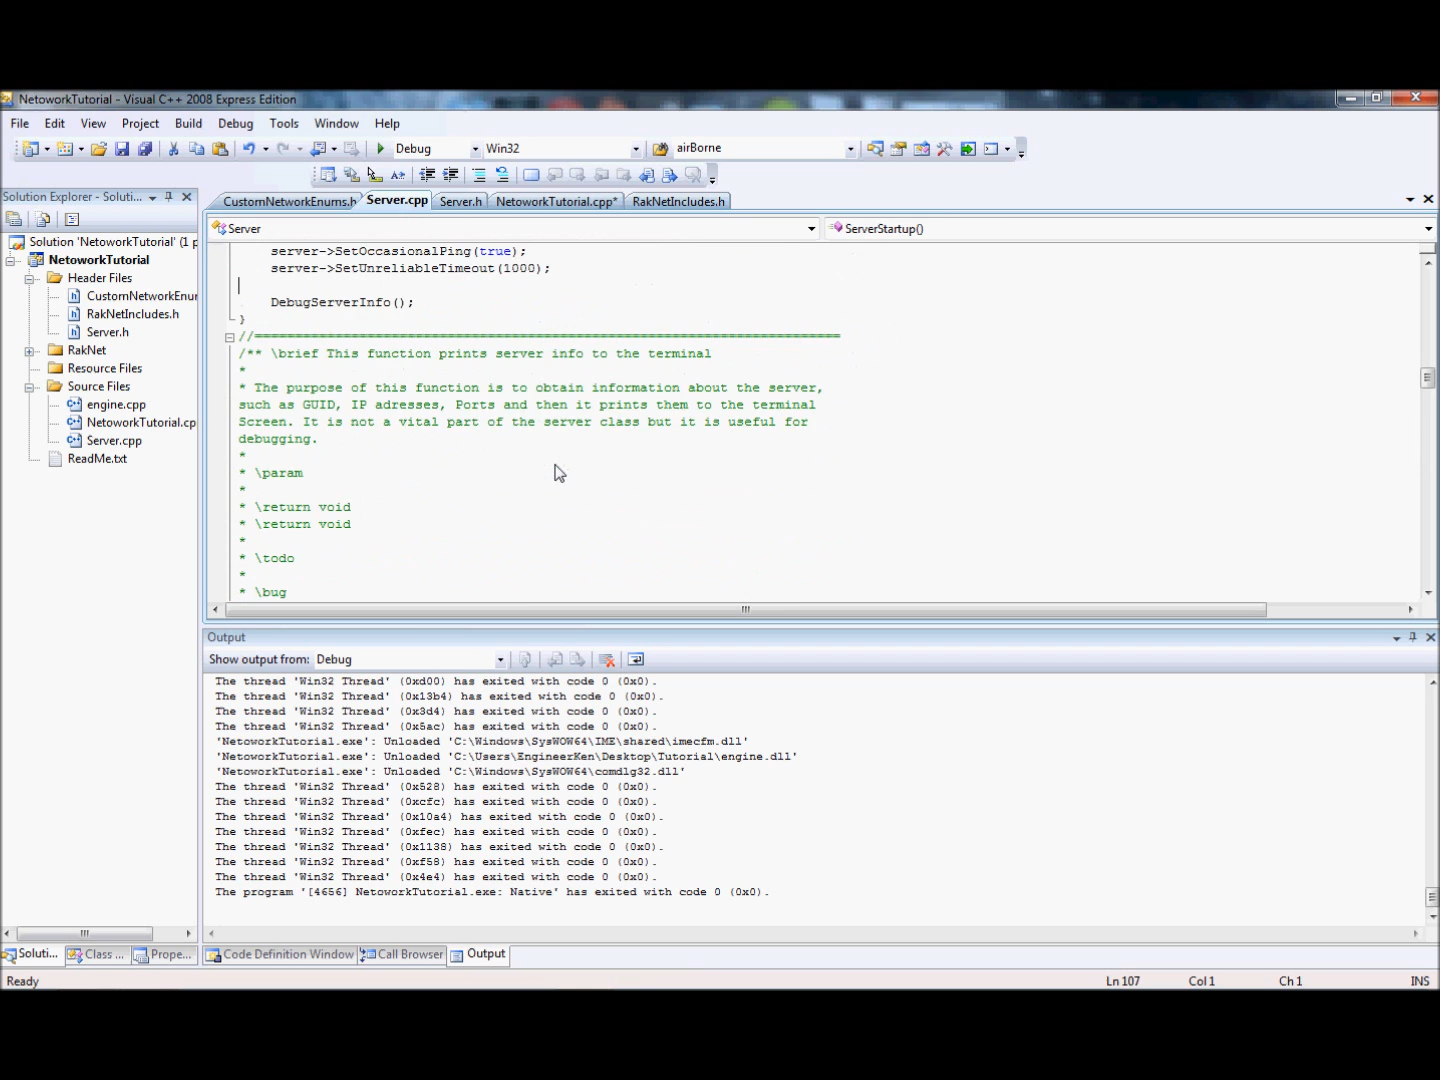 NetoworkTutorial - Visual C++ 2008 Express Edition
File Edit View Project Build Debug Tools Window Help
Debug Win32 airBorne
Solution Explorer - Soluti...
CustomNetworkEnums.h Server.cpp Server.h NetoworkTutorial.cpp* RakNetIncludes.h
Server ServerStartup()
Solution 'NetoworkTutorial' (1 p
NetoworkTutorial
Header Files
CustomNetworkEnu
RakNetIncludes.h
Server.h
RakNet
Resource Files
Source Files
engine.cpp
NetoworkTutorial.cp
Server.cpp
ReadMe.txt
server->SetOccasionalPing(true);
server->SetUnreliableTimeout(1000);
DebugServerInfo();
}
//=========================================================================
/** \brief This function prints server info to the terminal
*
* The purpose of this function is to obtain information about the server,
such as GUID, IP adresses, Ports and then it prints them to the terminal
Screen. It is not a vital part of the server class but it is useful for
debugging.
*
* \param
*
* \return void
* \return void
*
* \todo
*
* \bug
Output
Show output from: Debug
The thread 'Win32 Thread' (0xd00) has exited with code 0 (0x0).
The thread 'Win32 Thread' (0x13b4) has exited with code 0 (0x0).
The thread 'Win32 Thread' (0x3d4) has exited with code 0 (0x0).
The thread 'Win32 Thread' (0x5ac) has exited with code 0 (0x0).
'NetoworkTutorial.exe': Unloaded 'C:\Windows\SysWOW64\IME\shared\imecfm.dll'
'NetoworkTutorial.exe': Unloaded 'C:\Users\EngineerKen\Desktop\Tutorial\engine.dll'
'NetoworkTutorial.exe': Unloaded 'C:\Windows\SysWOW64\comdlg32.dll'
The thread 'Win32 Thread' (0x528) has exited with code 0 (0x0).
The thread 'Win32 Thread' (0xcfc) has exited with code 0 (0x0).
The thread 'Win32 Thread' (0x10a4) has exited with code 0 (0x0).
The thread 'Win32 Thread' (0xfec) has exited with code 0 (0x0).
The thread 'Win32 Thread' (0x1138) has exited with code 0 (0x0).
The thread 'Win32 Thread' (0xf58) has exited with code 0 (0x0).
The thread 'Win32 Thread' (0x4e4) has exited with code 0 (0x0).
The program '[4656] NetoworkTutorial.exe: Native' has exited with code 0 (0x0).
Soluti... Class ... Prope... Code Definition Window Call Browser Output
Ready Ln 107 Col 1 Ch 1 INS